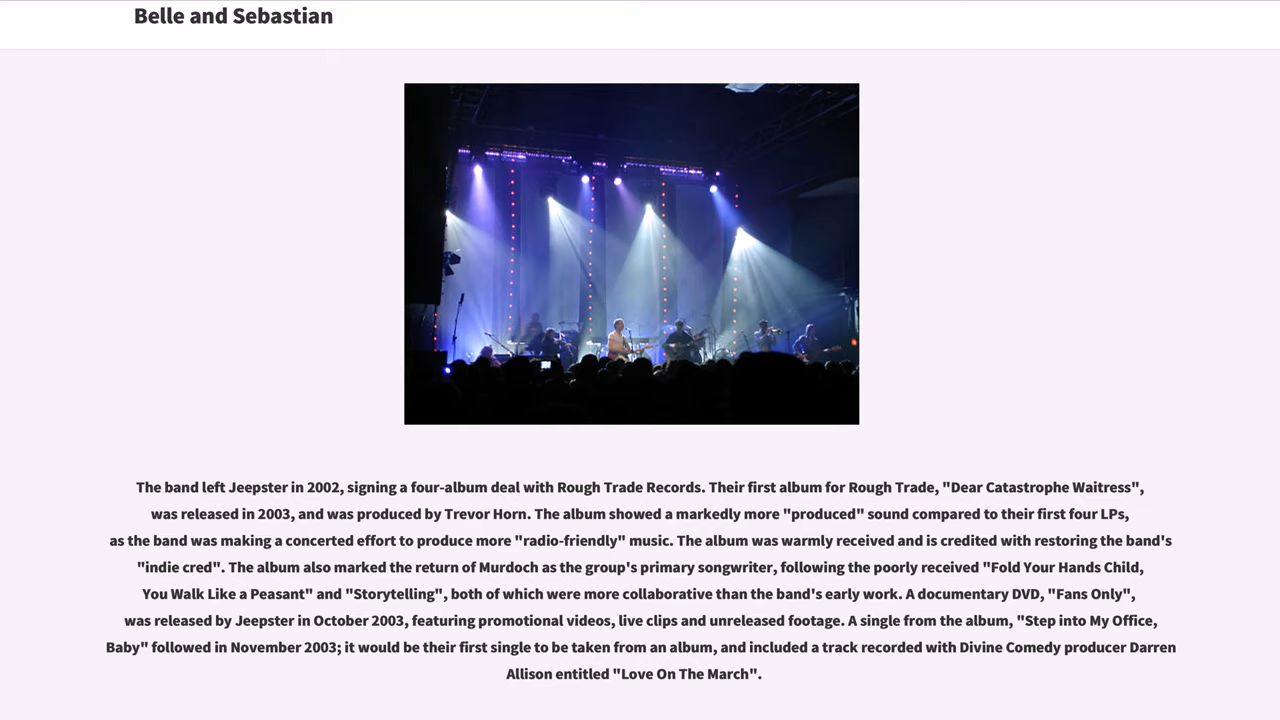 Belle and Sebastian
The band left Jeepster in 2002, signing a four-album deal with Rough Trade Records. Their first album for Rough Trade, "Dear Catastrophe Waitress",
was released in 2003, and was produced by Trevor Horn. The album showed a markedly more "produced" sound compared to their first four LPs,
as the band was making a concerted effort to produce more "radio-friendly" music. The album was warmly received and is credited with restoring the band's
"indie cred". The album also marked the return of Murdoch as the group's primary songwriter, following the poorly received "Fold Your Hands Child,
You Walk Like a Peasant" and "Storytelling", both of which were more collaborative than the band's early work. A documentary DVD, "Fans Only",
was released by Jeepster in October 2003, featuring promotional videos, live clips and unreleased footage. A single from the album, "Step into My Office,
Baby" followed in November 2003; it would be their first single to be taken from an album, and included a track recorded with Divine Comedy producer Darren
Allison entitled "Love On The March".